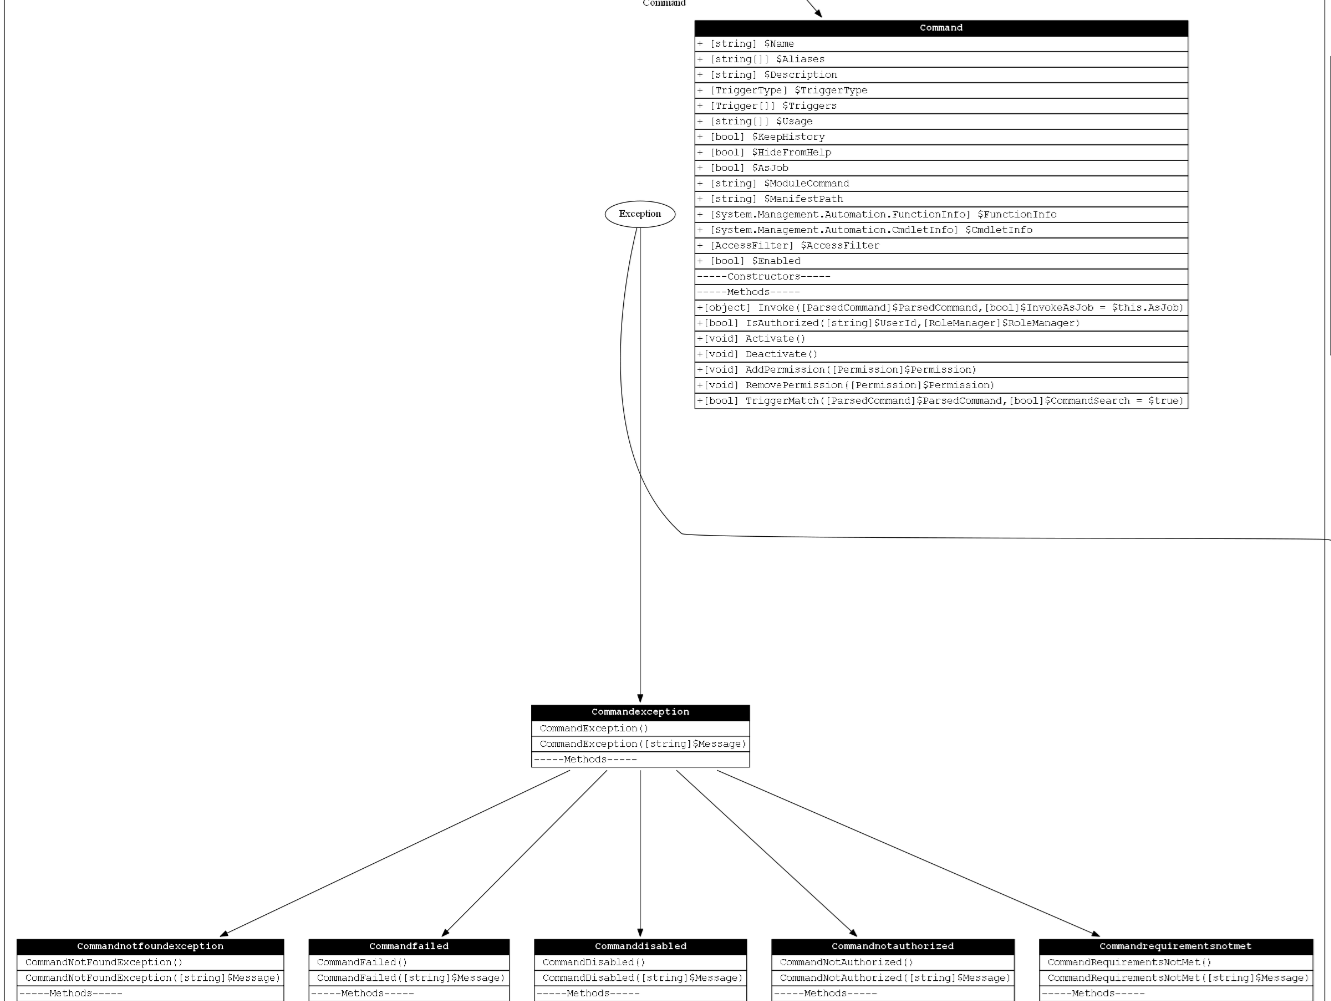 Command
Command
+ [string] $Name
+ [string[]] $Aliases
+ [string] $Description
+ [TriggerType] $TriggerType
+ [Trigger[]] $Triggers
+ [string[]] $Usage
+ [bool] $KeepHistory
+ [bool] $HideFromHelp
+ [bool] $AsJob
+ [string] $ModuleCommand
+ [string] $ManifestPath
+ [System.Management.Automation.FunctionInfo] $FunctionInfo
+ [System.Management.Automation.CmdletInfo] $CmdletInfo
+ [AccessFilter] $AccessFilter
+ [bool] $Enabled
-----Constructors-----
-----Methods-----
+[object] Invoke([ParsedCommand]$ParsedCommand,[bool]$InvokeAsJob = $this.AsJob)
+[bool] IsAuthorized([string]$UserId,[RoleManager]$RoleManager)
+[void] Activate()
+[void] Deactivate()
+[void] AddPermission([Permission]$Permission)
+[void] RemovePermission([Permission]$Permission)
+[bool] TriggerMatch([ParsedCommand]$ParsedCommand,[bool]$CommandSearch = $true)
Exception
Commandexception
CommandException()
CommandException([string]$Message)
-----Methods-----
Commandnotfoundexception
CommandNotFoundException()
CommandNotFoundException([string]$Message)
-----Methods-----
Commandfailed
CommandFailed()
CommandFailed([string]$Message)
-----Methods-----
Commanddisabled
CommandDisabled()
CommandDisabled([string]$Message)
-----Methods-----
Commandnotauthorized
CommandNotAuthorized()
CommandNotAuthorized([string]$Message)
-----Methods-----
Commandrequirementsnotmet
CommandRequirementsNotMet()
CommandRequirementsNotMet([string]$Message)
-----Methods-----